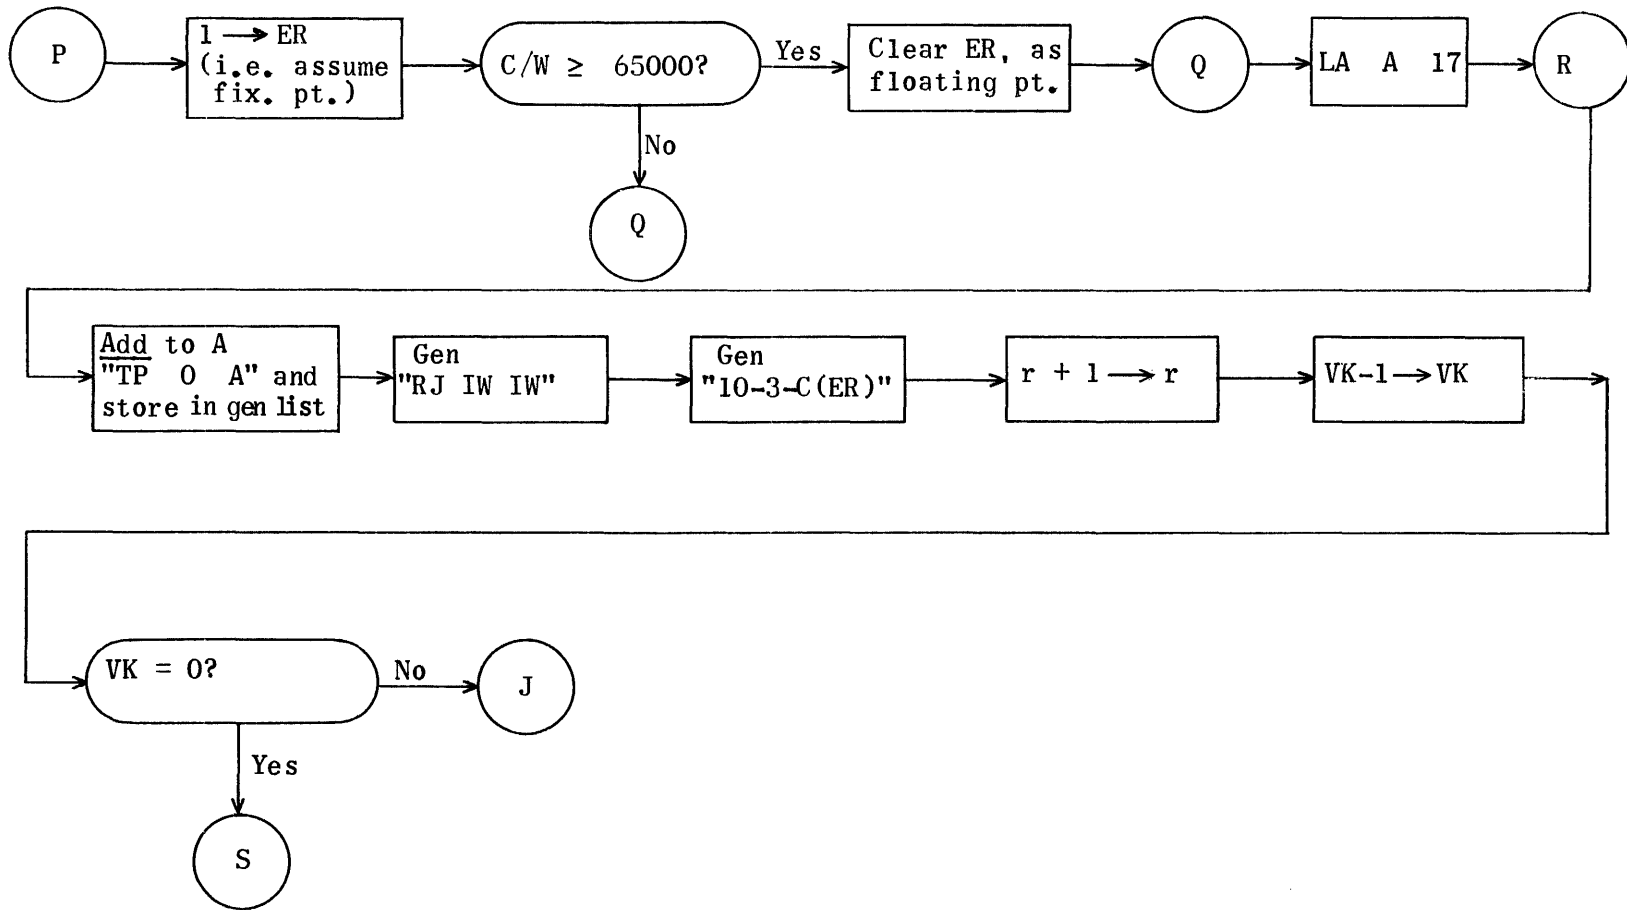 P
1 → ER
(i.e. assume
fix. pt.)
C/W ≥ 65000?
Yes
Clear ER, as
floating pt.
Q
LA A 17
R
No
Q
Add to A
"TP O A" and
store in gen list
Gen
"RJ IW IW"
Gen
"10-3-C(ER)"
r + 1 → r
VK-1 → VK
VK = 0?
No
J
Yes
S